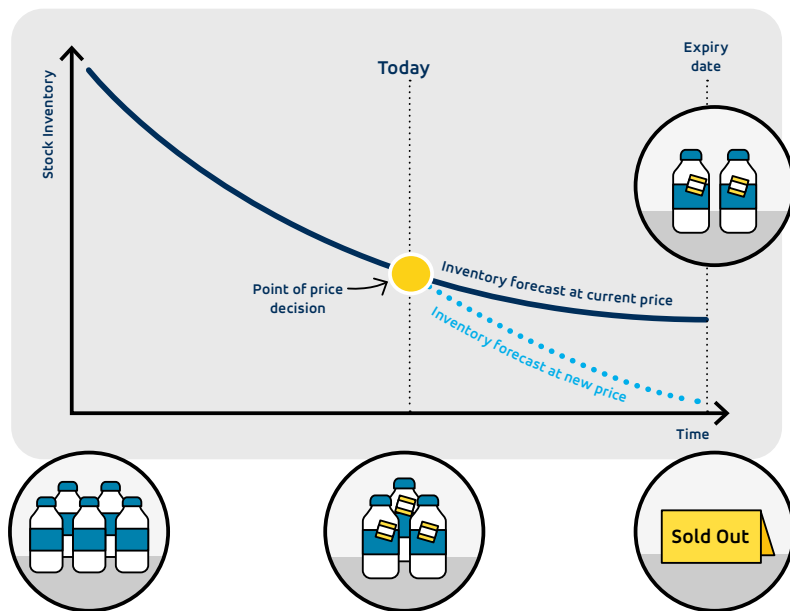 Expiry
date
Today
Stock Inventory
Inventory forecast at current price
Point of price
decision
Inventory forecast at new price
Time
Sold Out